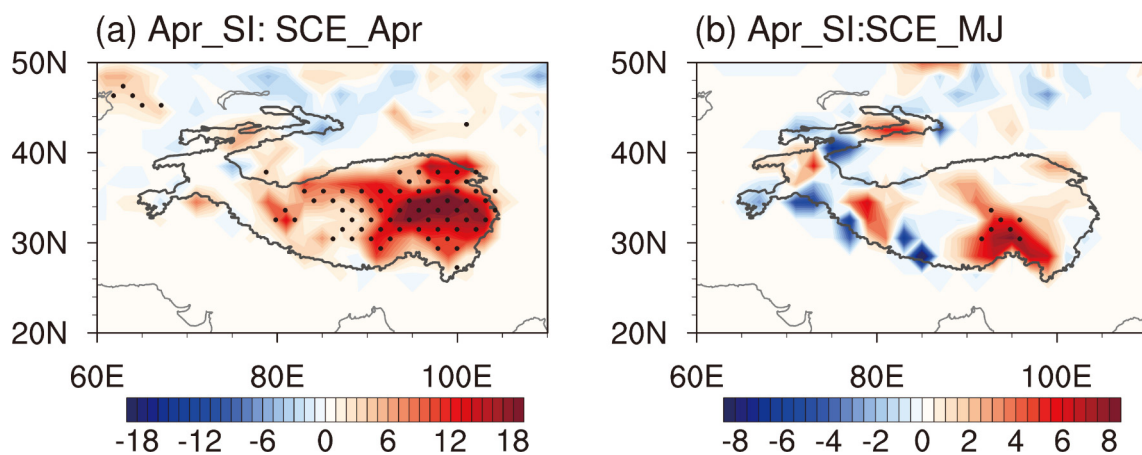 (a) Apr_SI: SCE_Apr
50N
40N
30N
20N
60E 80E 100E
-18 -12 -6 0 6 12 18
(b) Apr_SI:SCE_MJ
50N
40N
30N
20N
60E 80E 100E
-8 -6 -4 -2 0 2 4 6 8